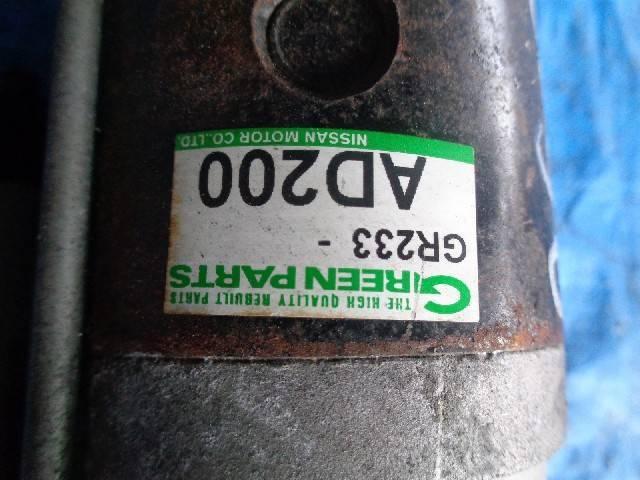 THE HIGH QUALITY REBUILT PARTS
GREEN PARTS
GR233 -
AD200
NISSAN MOTOR CO.,LTD.